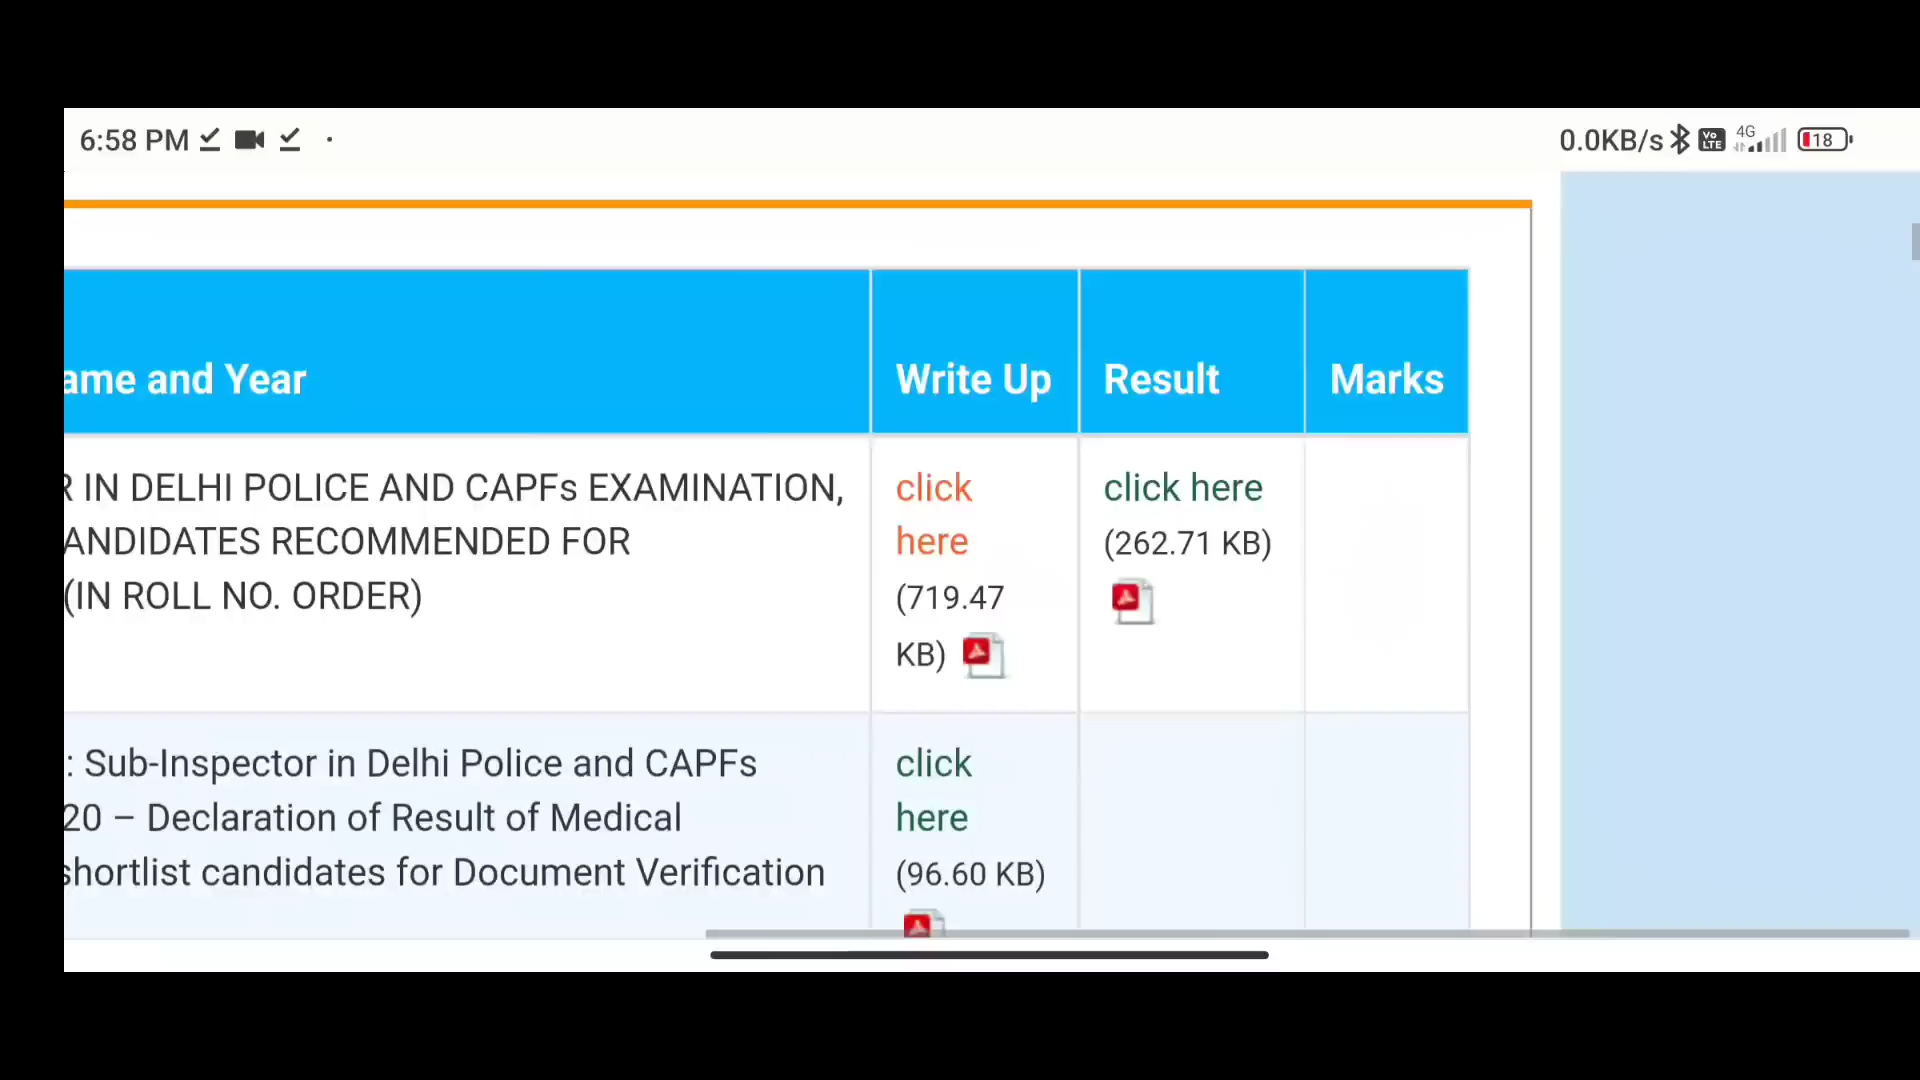 6:58 PM
0.0KB/s Vo LTE 4G 18
ame and Year
Write Up
Result
Marks
R IN DELHI POLICE AND CAPFs EXAMINATION,
ANDIDATES RECOMMENDED FOR
(IN ROLL NO. ORDER)
click
here
(719.47
KB)
click here
(262.71 KB)
: Sub-Inspector in Delhi Police and CAPFs
20 – Declaration of Result of Medical
shortlist candidates for Document Verification
click
here
(96.60 KB)